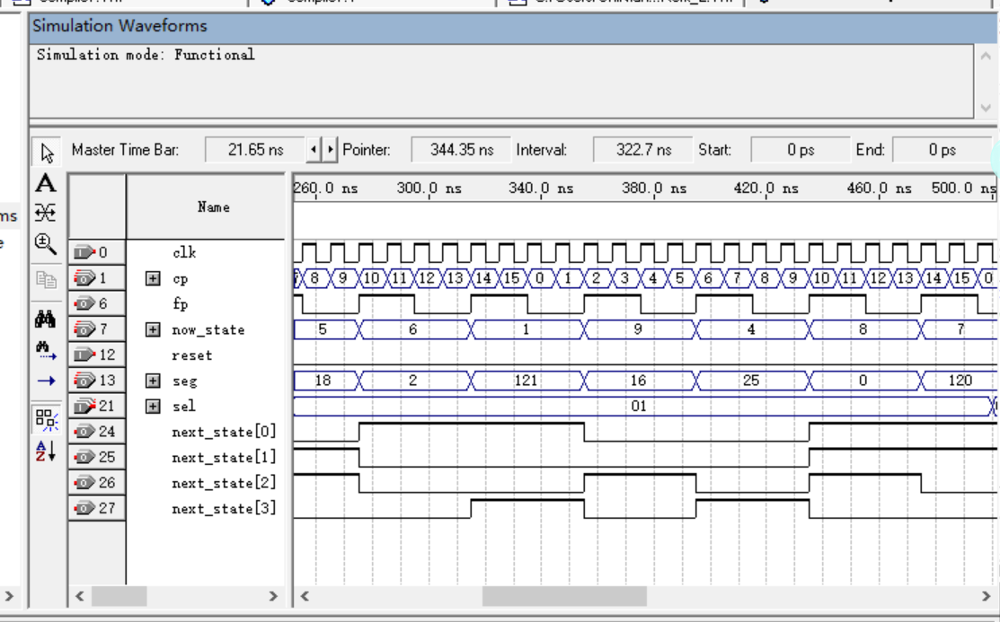 Simulation Waveforms
Simulation mode: Functional
ms
Master Time Bar: 21.65 ns Pointer: 344.35 ns Interval: 322.7 ns Start: 0 ps End: 0 ps
Name
260.0 ns 300.0 ns 340.0 ns 380.0 ns 420.0 ns 460.0 ns 500.0 ns
0 clk
1 cp 8 9 10 11 12 13 14 15 0 1 2 3 4 5 6 7 8 9 10 11 12 13 14 15 0
6 fp
7 now_state 5 6 1 9 4 8 7
12 reset
13 seg 18 2 121 16 25 0 120
21 sel 01
24 next_state[0]
25 next_state[1]
26 next_state[2]
27 next_state[3]